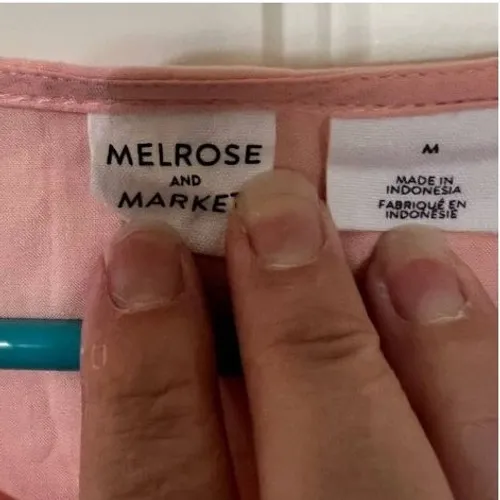 MELROSE
AND
MARKET
M
MADE IN
INDONESIA
FABRIQUÉ EN
INDONÉSIE